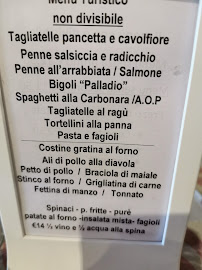 Menù Turistico
non divisibile
Tagliatelle pancetta e cavolfiore
Penne salsiccia e radicchio
Penne all'arrabbiata / Salmone
Bigoli "Palladio"
Spaghetti alla Carbonara /A.O.P
Tagliatelle al ragù
Tortellini alla panna
Pasta e fagioli
Costine gratina al forno
Ali di pollo alla diavola
Petto di pollo / Braciola di maiale
Stinco al forno / Grigliatina di carne
Fettina di manzo / Tonnato
Spinaci - p. fritte - purè
patate al forno -insalata mista- fagioli
€14 ¼ vino e ½ acqua alla spina